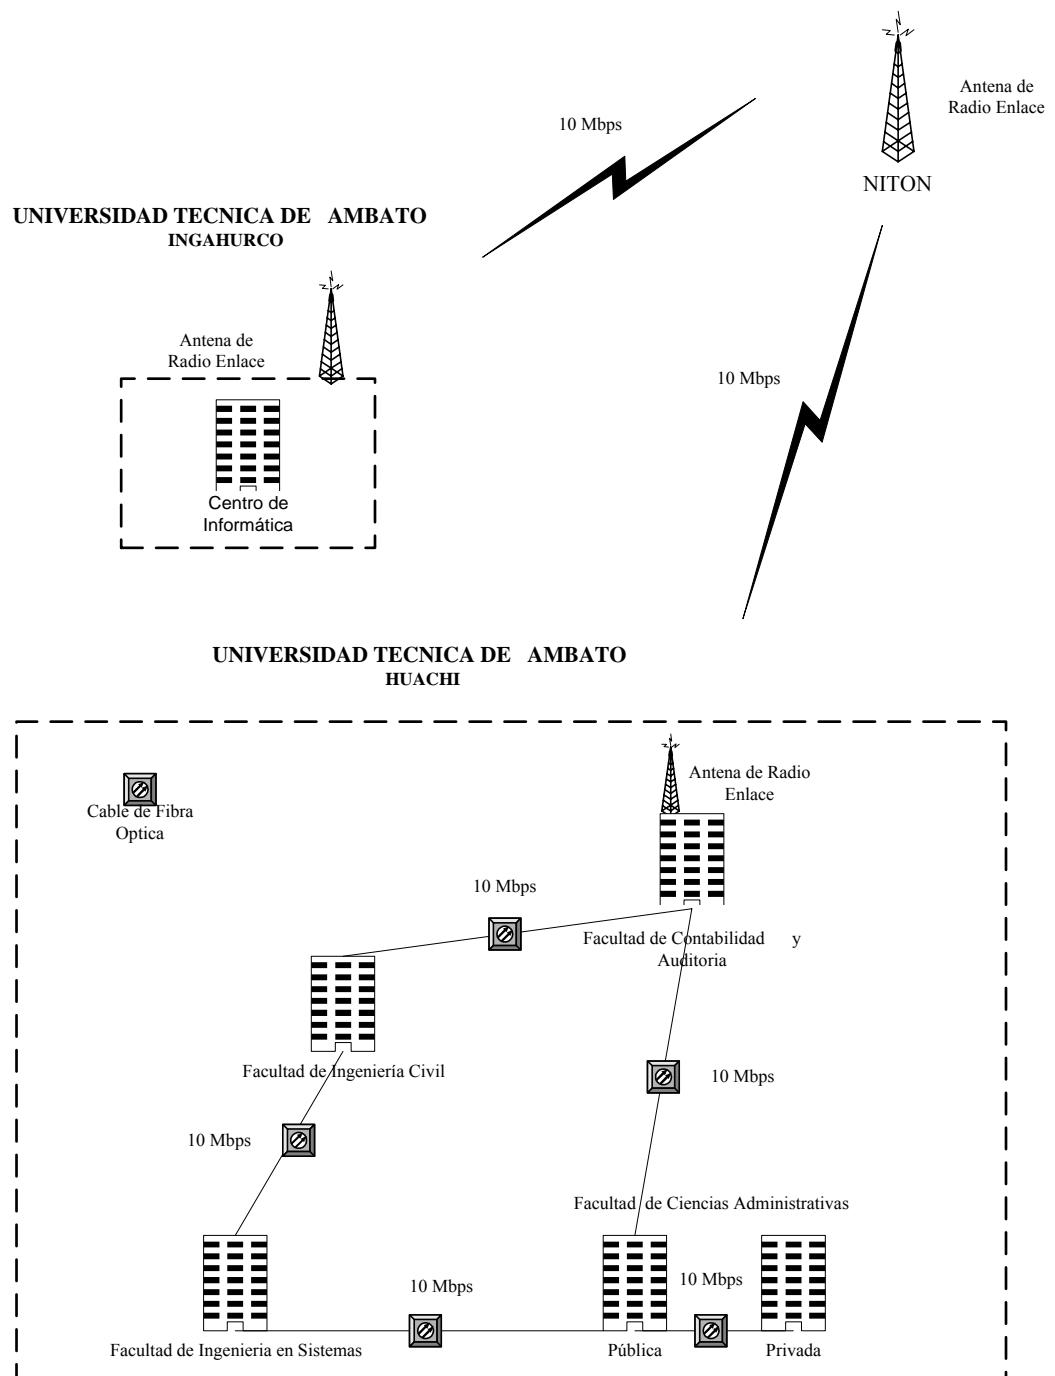 Antena de
Radio Enlace
10 Mbps
NITON
UNIVERSIDAD TECNICA DE AMBATO
INGAHURCO
Antena de
Radio Enlace
10 Mbps
Centro de
Informática
UNIVERSIDAD TECNICA DE AMBATO
HUACHI
Antena de Radio
Enlace
Cable de Fibra
Optica
10 Mbps
Facultad de Contabilidad y
Auditoria
Facultad de Ingeniería Civil
10 Mbps
10 Mbps
Facultad de Ciencias Administrativas
10 Mbps
10 Mbps
Facultad de Ingenieria en Sistemas
Pública
Privada